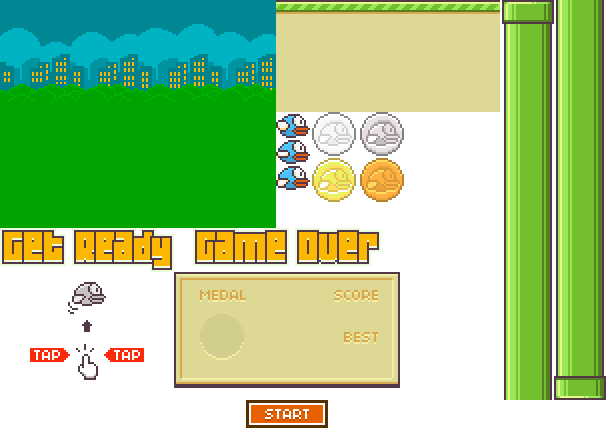 Get Ready
Game Over
MEDAL
SCORE
BEST
TAP
TAP
START